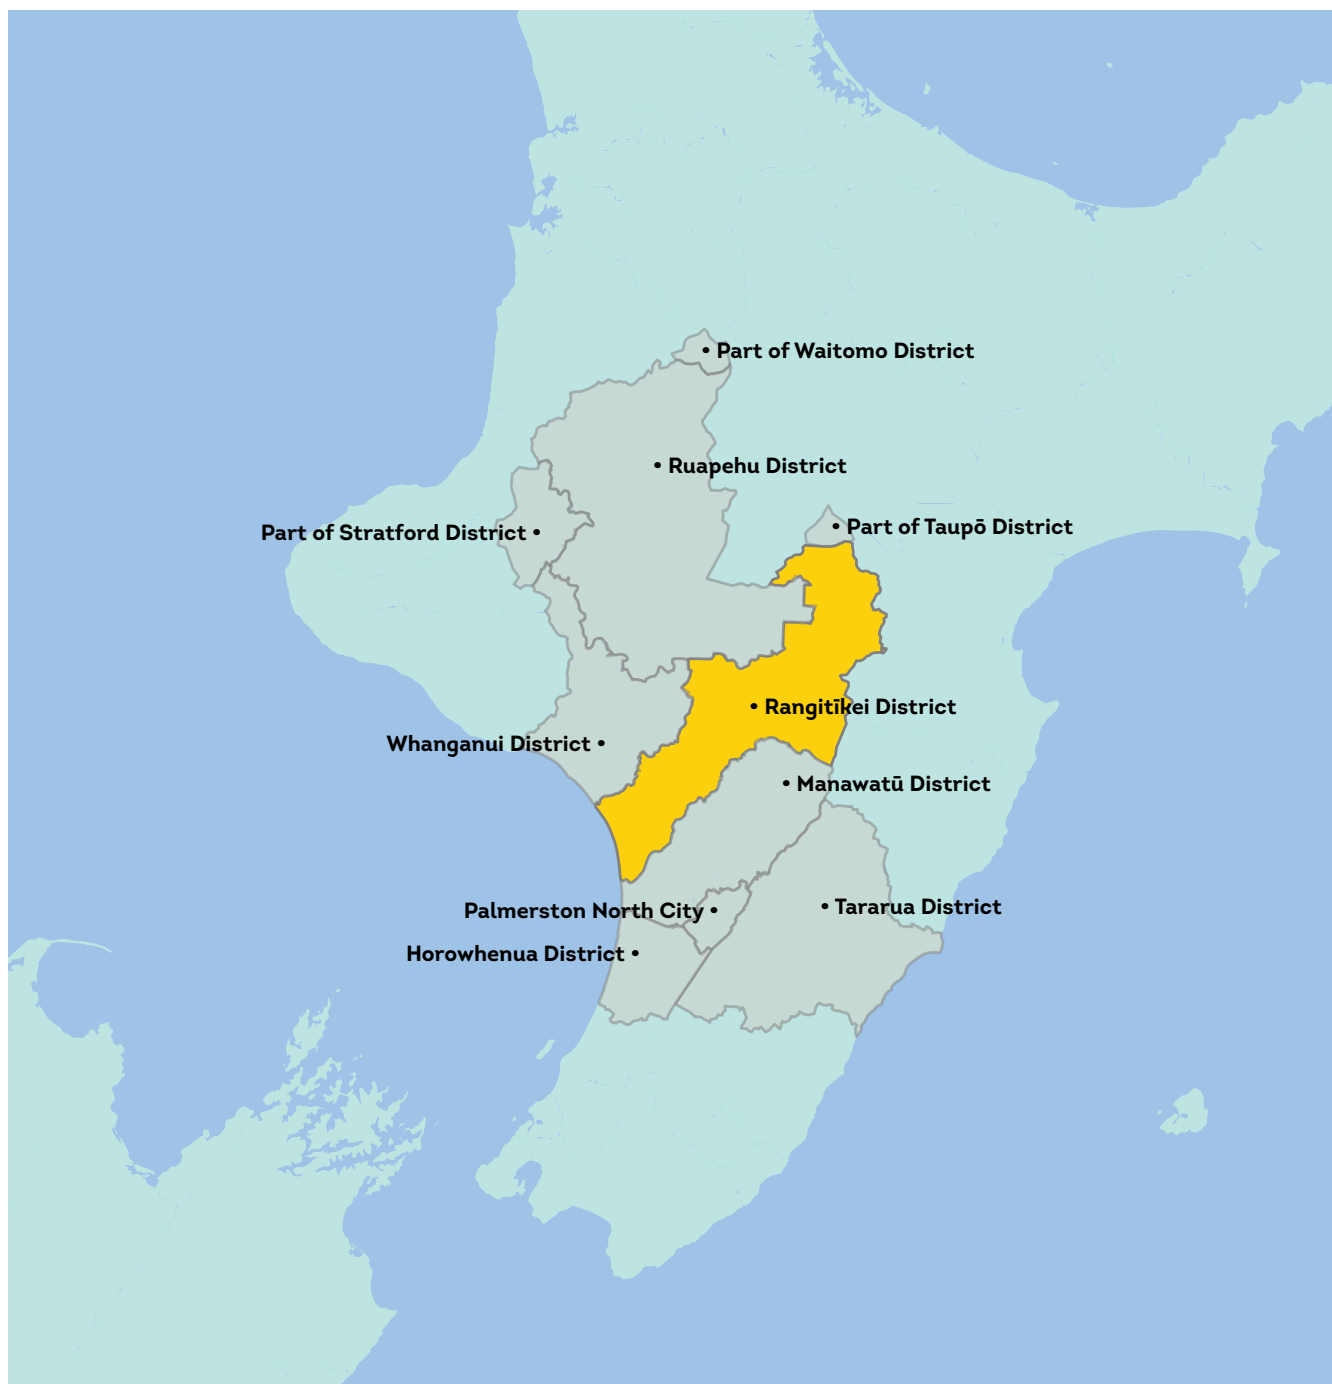 • Part of Waitomo District
• Ruapehu District
Part of Stratford District •
• Part of Taupō District
• Rangitīkei District
Whanganui District •
• Manawatū District
Palmerston North City •
• Tararua District
Horowhenua District •